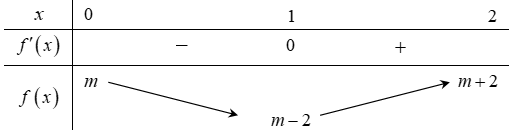 x 0 1 2
f′(x) − 0 +
m m+2
f(x)
m−2